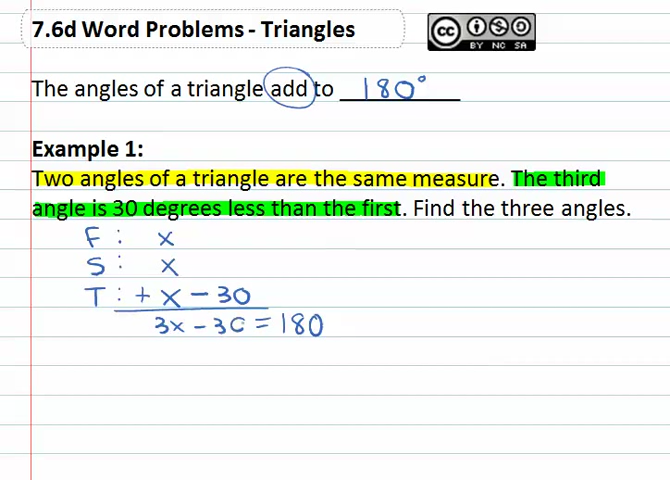 7.6d Word Problems - Triangles
cc BY NC SA
The angles of a triangle add to 180°
Example 1:
Two angles of a triangle are the same measure. The third
angle is 30 degrees less than the first. Find the three angles.
F : x
S : x
T : + x - 30
3x - 30 = 180